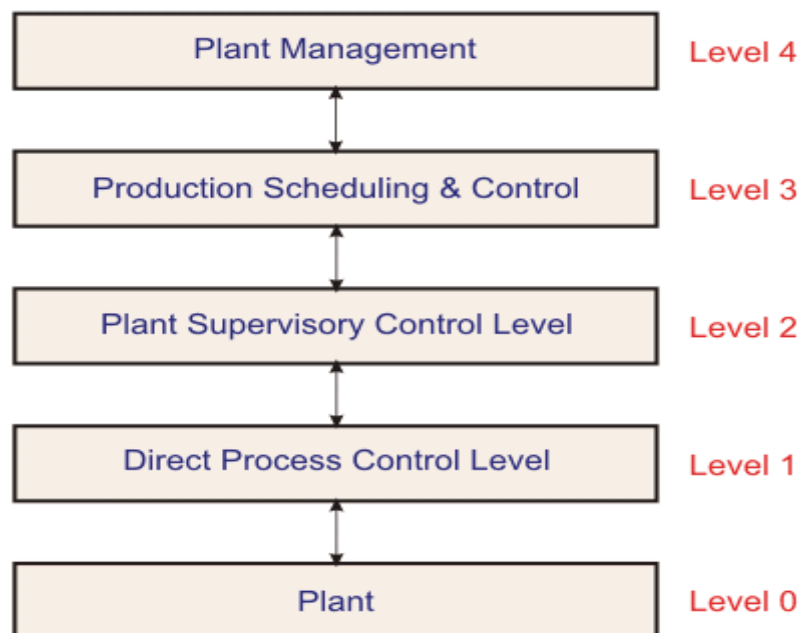 Plant Management Level 4
Production Scheduling & Control Level 3
Plant Supervisory Control Level Level 2
Direct Process Control Level Level 1
Plant Level 0